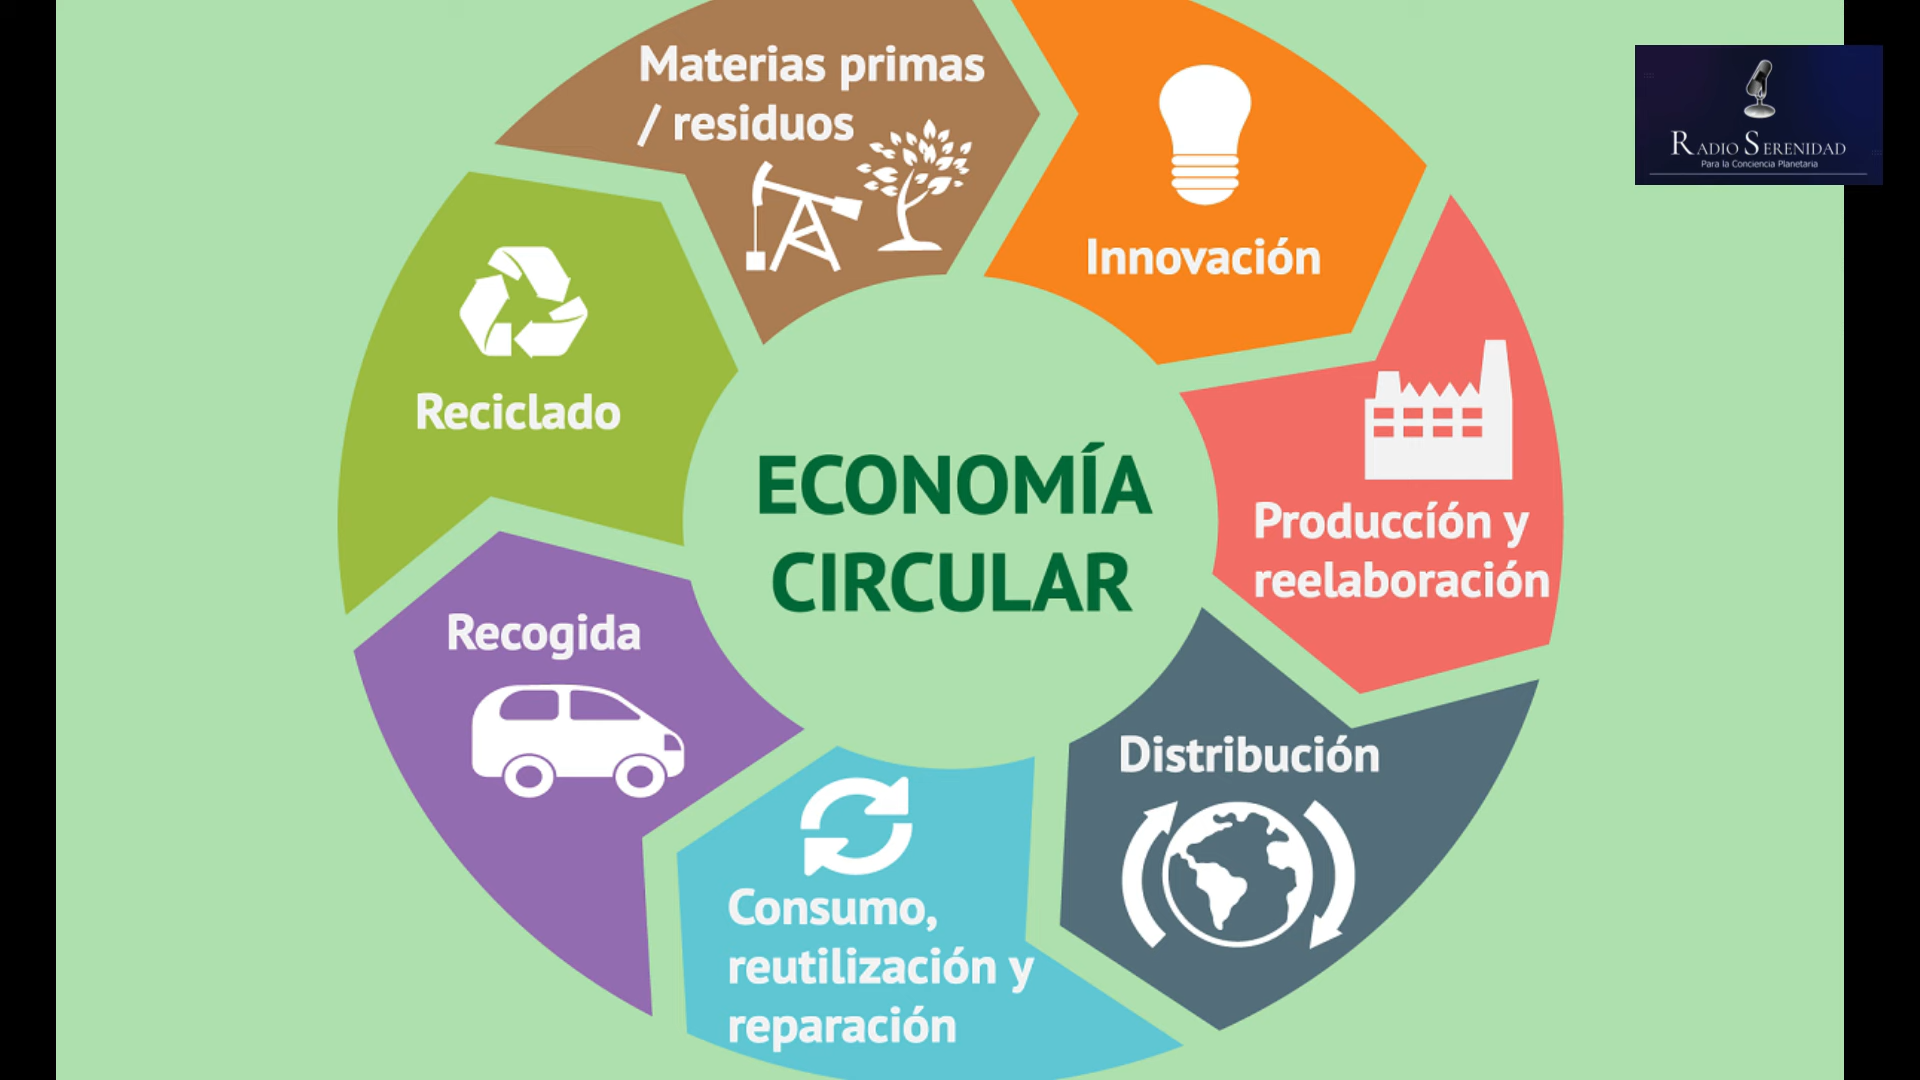 Materias primas
/ residuos
Innovación
Produccíón y
reelaboración
Distribución
Consumo,
reutilización y
reparación
Recogida
Reciclado
ECONOMÍA
CIRCULAR
RADIO SERENIDAD
Para la Conciencia Planetaria